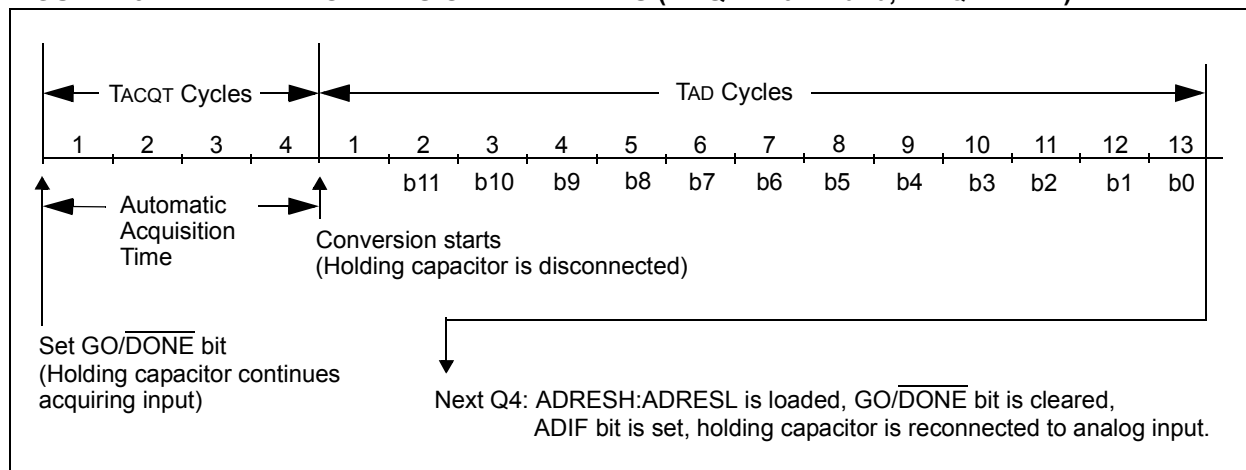 TACQT Cycles
TAD Cycles
1 2 3 4 1 2 3 4 5 6 7 8 9 10 11 12 13
b11 b10 b9 b8 b7 b6 b5 b4 b3 b2 b1 b0
Automatic
Acquisition
Time
Conversion starts
(Holding capacitor is disconnected)
Set GO/DONE bit
(Holding capacitor continues
acquiring input)
Next Q4: ADRESH:ADRESL is loaded, GO/DONE bit is cleared,
ADIF bit is set, holding capacitor is reconnected to analog input.